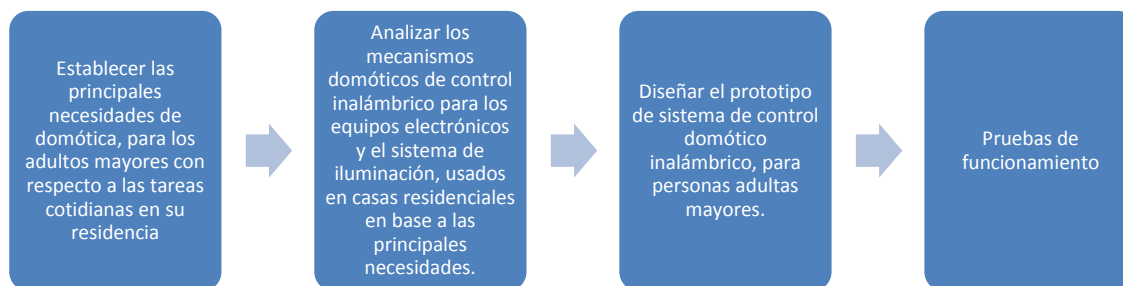 Establecer las
principales
necesidades de
domótica, para los
adultos mayores con
respecto a las tareas
cotidianas en su
residencia
Analizar los
mecanismos
domóticos de control
inalámbrico para los
equipos electrónicos
y el sistema de
iluminación, usados
en casas residenciales
en base a las
principales
necesidades.
Diseñar el prototipo
de sistema de control
domótico
inalámbrico, para
personas adultas
mayores.
Pruebas de
funcionamiento